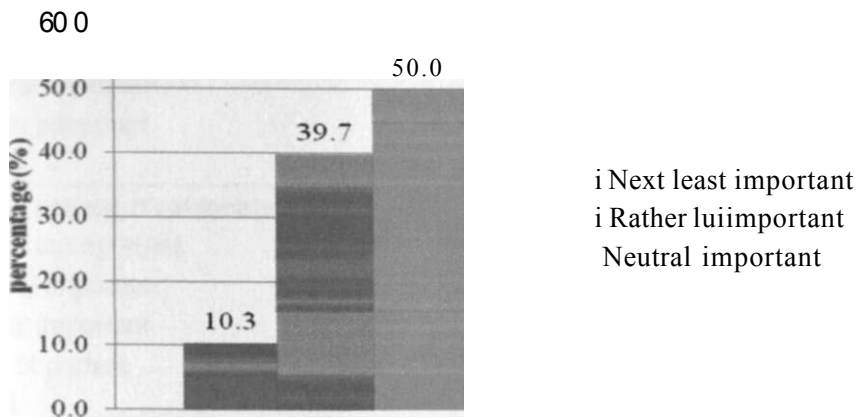 60 0
50.0
50.0
39.7
40.0
30.0
20.0
10.3
10.0
0.0
percentage (%)
i Next least important
i Rather luiimportant
Neutral important